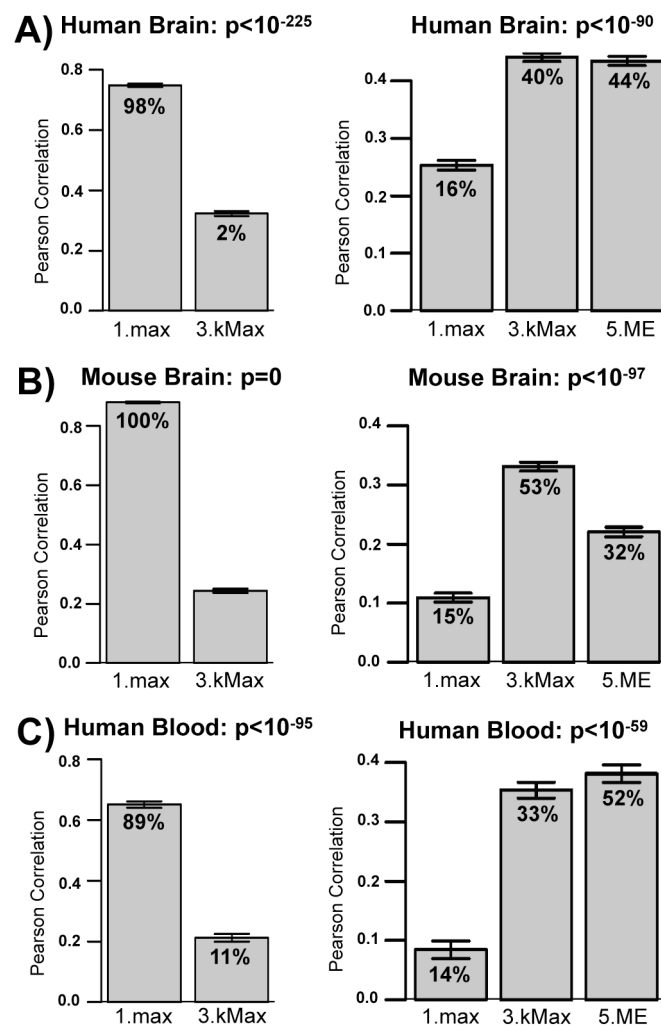 A) Human Brain: p<10-225
Pearson Correlation
0.8
0.6
0.4
0.2
0.0
98%
2%
1.max 3.kMax
Human Brain: p<10-90
Pearson Correlation
0.4
0.3
0.2
0.1
0.0
16%
40%
44%
1.max 3.kMax 5.ME
B) Mouse Brain: p=0
Pearson Correlation
0.8
0.6
0.4
0.2
0.0
100%
1.max 3.kMax
Mouse Brain: p<10-97
Pearson Correlation
0.4
0.3
0.2
0.1
0.0
15%
53%
32%
1.max 3.kMax 5.ME
C) Human Blood: p<10-95
Pearson Correlation
0.8
0.6
0.4
0.2
0.0
89%
11%
1.max 3.kMax
Human Blood: p<10-59
Pearson Correlation
0.4
0.3
0.2
0.1
0.0
14%
33%
52%
1.max 3.kMax 5.ME